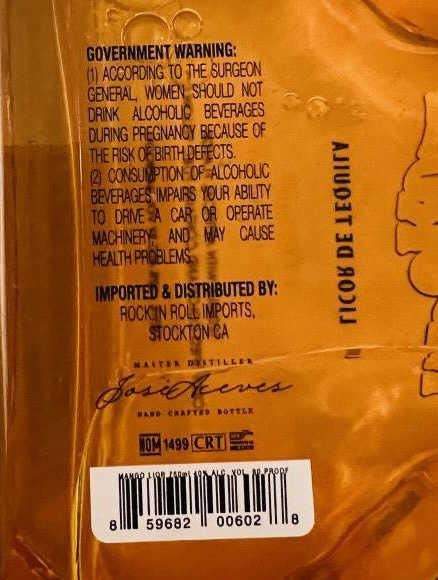 GOVERNMENT WARNING:
(1) ACCORDING TO THE SURGEON
GENERAL, WOMEN SHOULD NOT
DRINK ALCOHOLIC BEVERAGES
DURING PREGNANCY BECAUSE OF
THE RISK OF BIRTH DEFECTS.
(2) CONSUMPTION OF ALCOHOLIC
BEVERAGES IMPAIRS YOUR ABILITY
TO DRIVE A CAR OR OPERATE
MACHINERY, AND MAY CAUSE
HEALTH PROBLEMS.
IMPORTED & DISTRIBUTED BY:
ROCK'IN ROLL IMPORTS,
STOCKTON CA
MASTER DISTILLER
José Aceves
HAND CRAFTED BOTTLE
NOM 1499 CRT
MANGO LIQR 750ml 40% ALC. VOL. 80 PROOF
8 59682 00602 8
LICOR DE TEQUILA